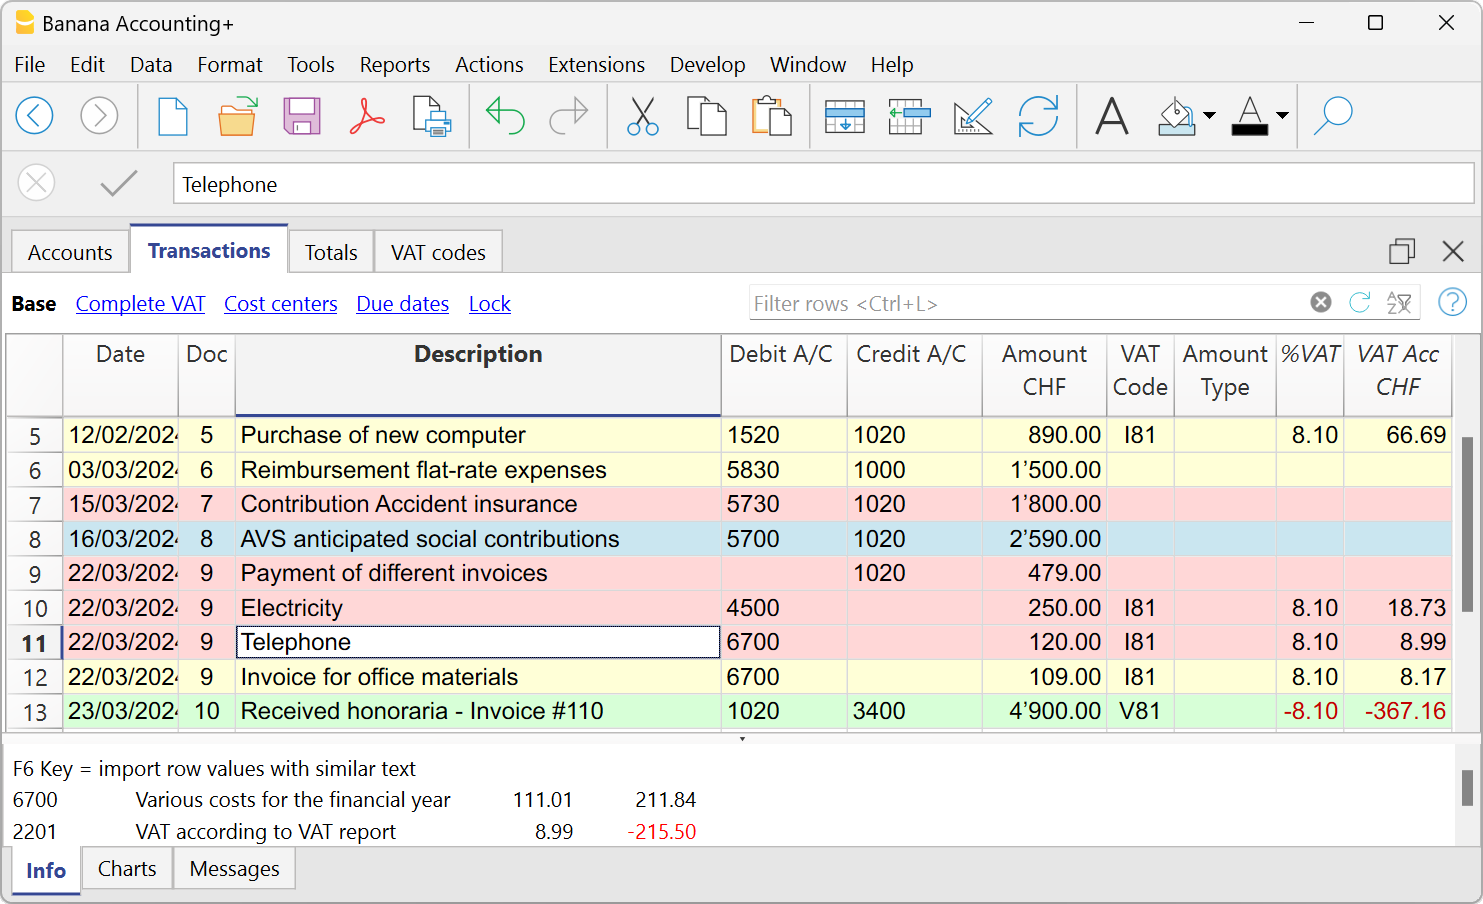 Banana Accounting+
File Edit Data Format Tools Reports Actions Extensions Develop Window Help
Telephone
Accounts Transactions Totals VAT codes
Base Complete VAT Cost centers Due dates Lock Filter rows <Ctrl+L>
Date Doc Description Debit A/C Credit A/C Amount CHF VAT Code Amount Type %VAT VAT Acc CHF
5 12/02/2024 5 Purchase of new computer 1520 1020 890.00 I81 8.10 66.69
6 03/03/2024 6 Reimbursement flat-rate expenses 5830 1000 1’500.00
7 15/03/2024 7 Contribution Accident insurance 5730 1020 1’800.00
8 16/03/2024 8 AVS anticipated social contributions 5700 1020 2’590.00
9 22/03/2024 9 Payment of different invoices 1020 479.00
10 22/03/2024 9 Electricity 4500 250.00 I81 8.10 18.73
11 22/03/2024 9 Telephone 6700 120.00 I81 8.10 8.99
12 22/03/2024 9 Invoice for office materials 6700 109.00 I81 8.10 8.17
13 23/03/2024 10 Received honoraria - Invoice #110 1020 3400 4’900.00 V81 -8.10 -367.16
F6 Key = import row values with similar text
6700 Various costs for the financial year 111.01 211.84
2201 VAT according to VAT report 8.99 -215.50
Info Charts Messages